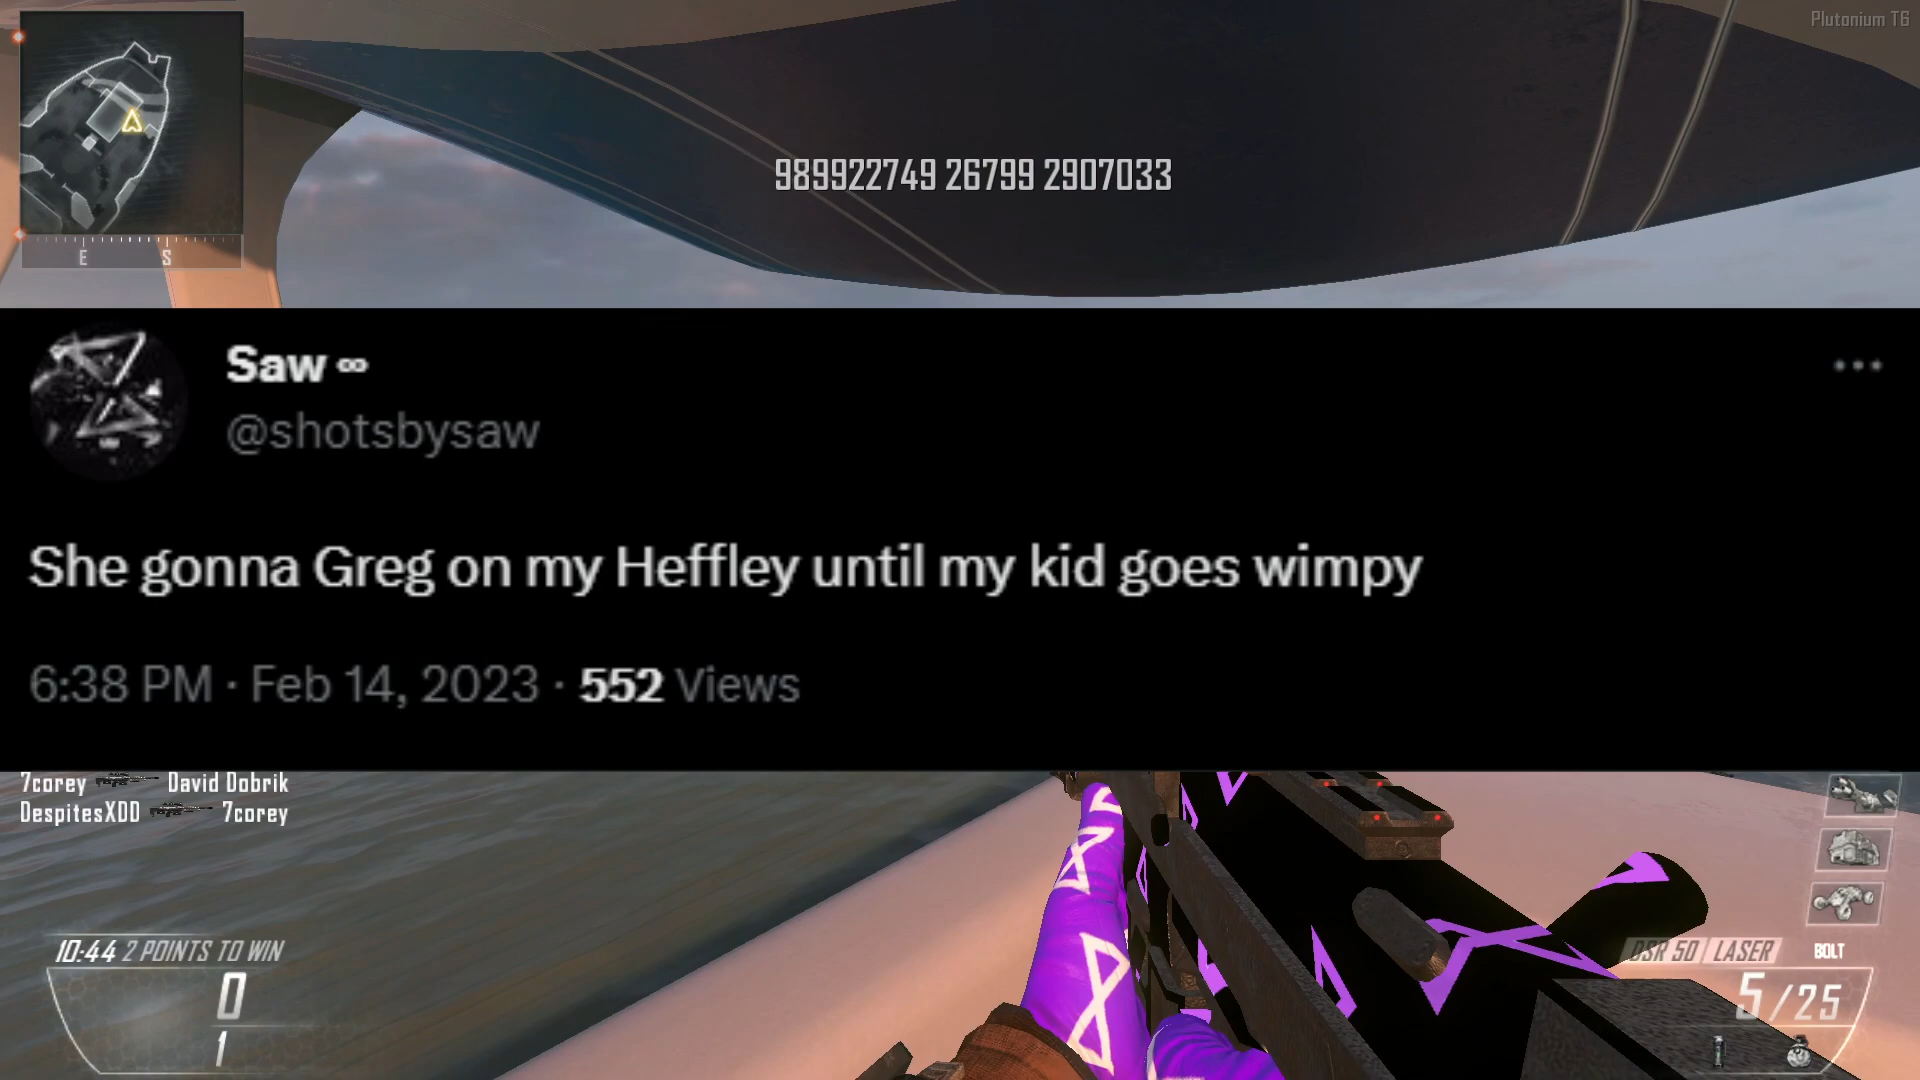 Plutonium T6
989922749 26799 2907033
E S
Saw ∞
@shotsbysaw
She gonna Greg on my Heffley until my kid goes wimpy
6:38 PM · Feb 14, 2023 · 552 Views
7corey David Dobrik
DespitesXDD 7corey
10:44 2 POINTS TO WIN
0
1
DSR 50 / LASER BOLT
5/25